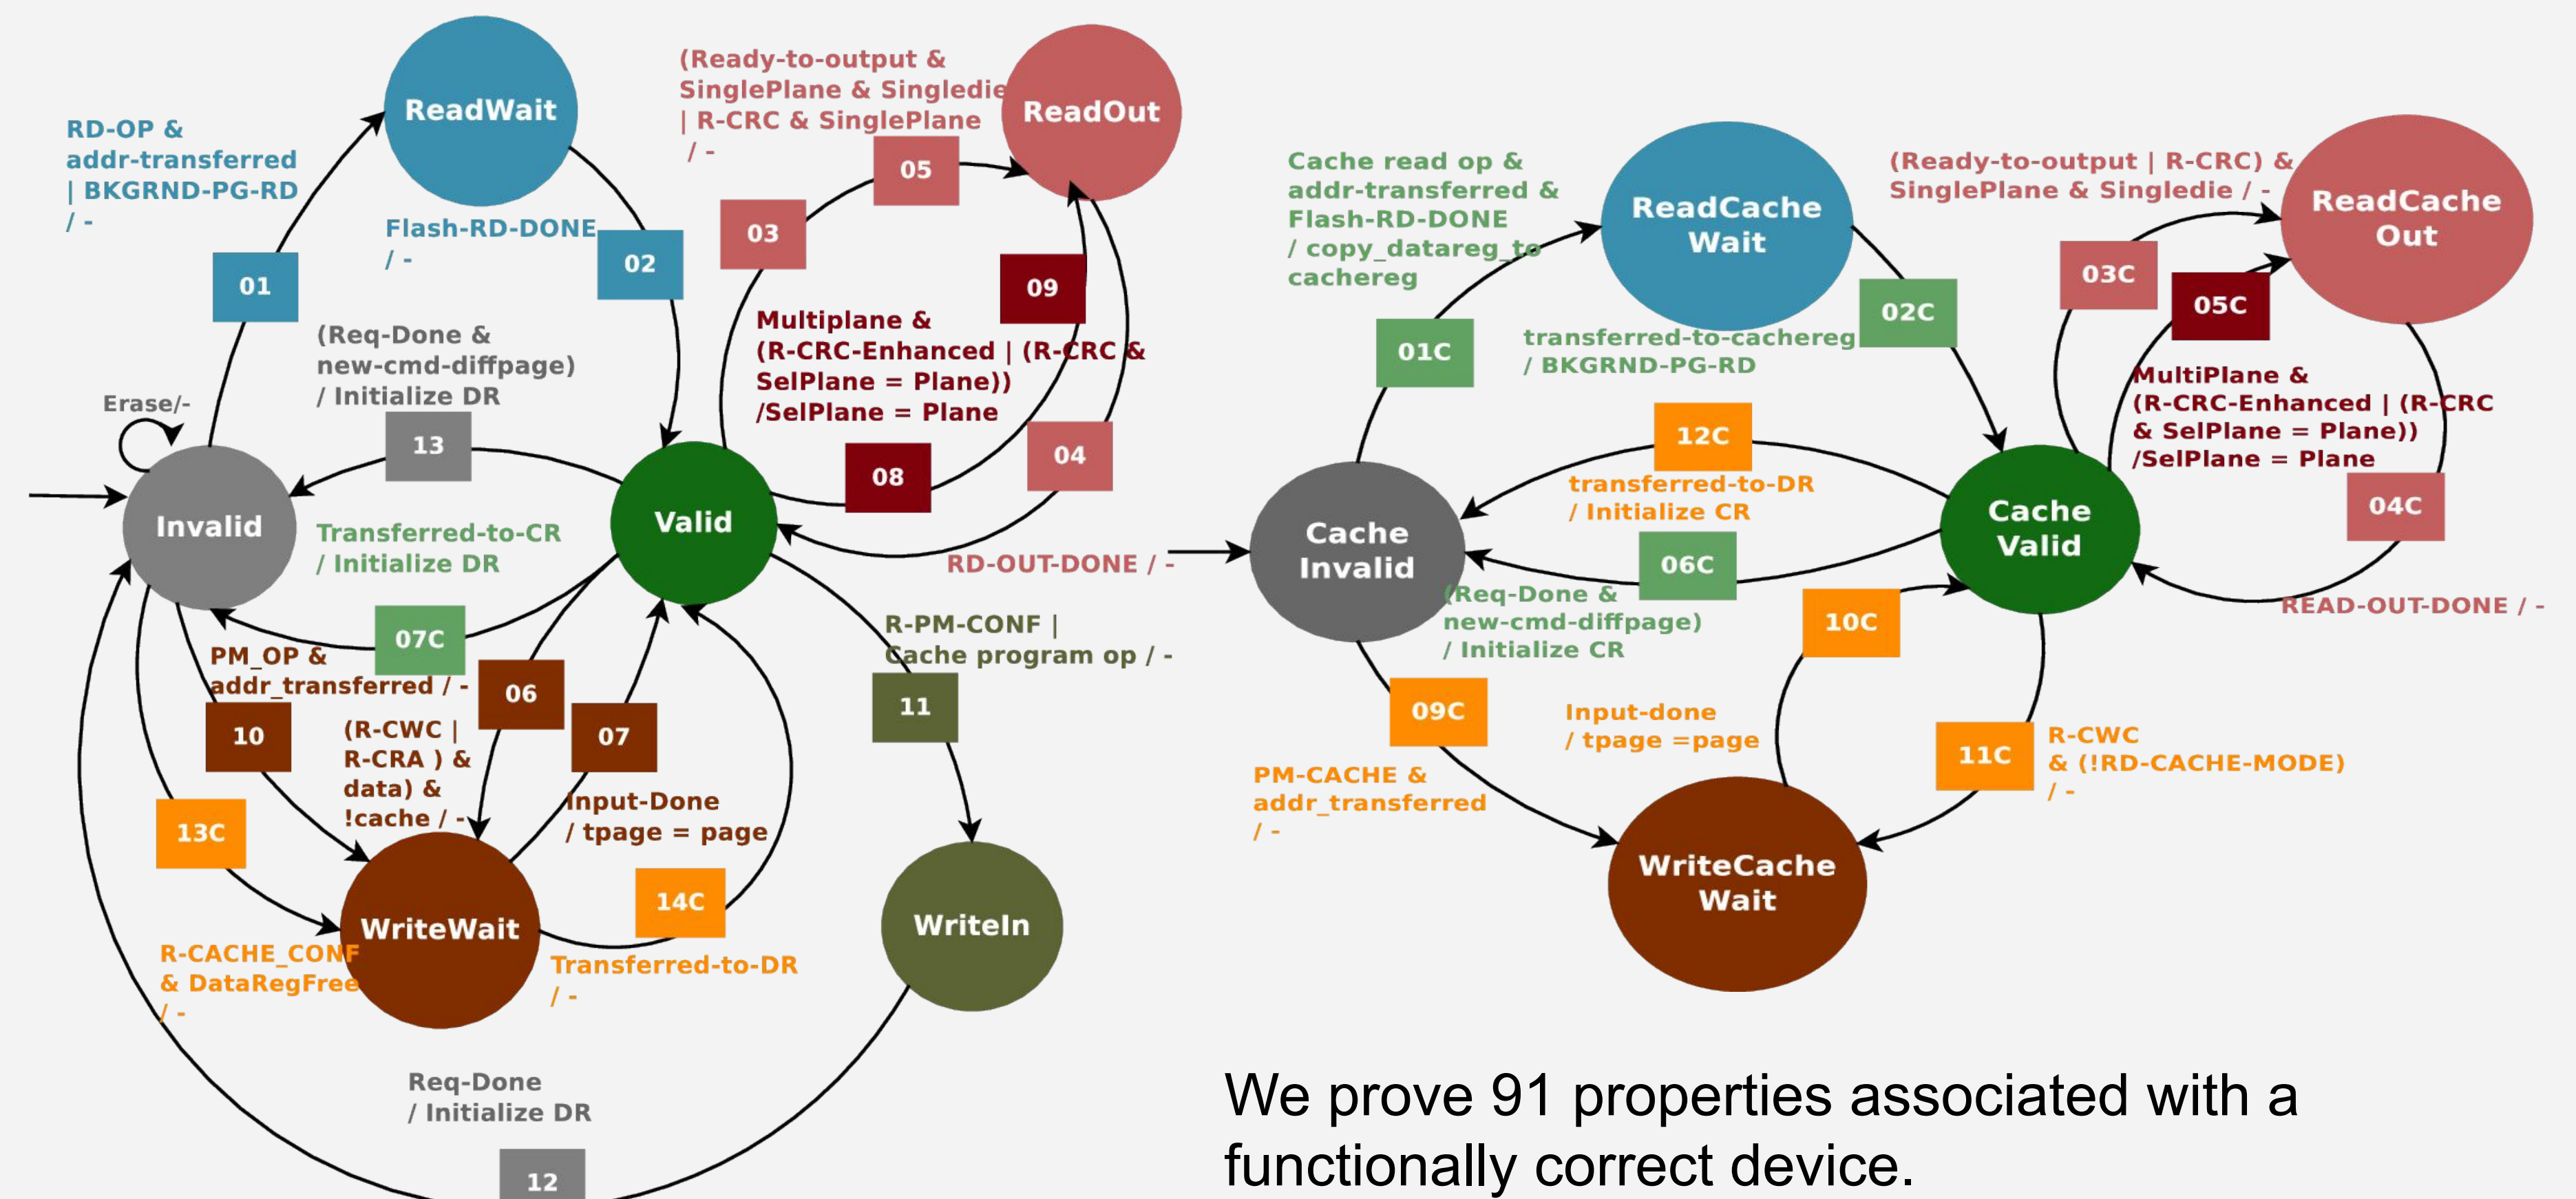 ReadWait
(Ready-to-output &
SinglePlane & Singledie
| R-CRC & SinglePlane
/ -
ReadOut
RD-OP &
addr-transferred
| BKGRND-PG-RD
/ -
05
03
Flash-RD-DONE
/ -
02
01
09
(Req-Done &
new-cmd-diffpage)
/ Initialize DR
Multiplane &
(R-CRC-Enhanced | (R-CRC &
SelPlane = Plane))
/SelPlane = Plane
Erase/-
13
04
08
Invalid
Valid
Transferred-to-CR
/ Initialize DR
RD-OUT-DONE / -
07C
R-PM-CONF |
Cache program op / -
PM_OP &
addr_transferred / -
06
11
10
(R-CWC |
R-CRA ) &
data) &
!cache / -
07
Input-Done
/ tpage = page
13C
14C
WriteWait
WriteIn
R-CACHE_CONF
& DataRegFree
/ -
Transferred-to-DR
/ -
Req-Done
/ Initialize DR
12
Cache read op &
addr-transferred &
Flash-RD-DONE
/ copy_datareg_to
cachereg
ReadCache
Wait
(Ready-to-output | R-CRC) &
SinglePlane & Singledie / -
ReadCache
Out
03C
05C
02C
01C
transferred-to-cachereg
/ BKGRND-PG-RD
MultiPlane &
(R-CRC-Enhanced | (R-CRC
& SelPlane = Plane))
/SelPlane = Plane
12C
transferred-to-DR
/ Initialize CR
04C
Cache
Invalid
Cache
Valid
06C
(Req-Done &
new-cmd-diffpage)
/ Initialize CR
10C
READ-OUT-DONE / -
09C
Input-done
/ tpage =page
11C
R-CWC
& (!RD-CACHE-MODE)
/ -
PM-CACHE &
addr_transferred
/ -
WriteCache
Wait
We prove 91 properties associated with a
functionally correct device.